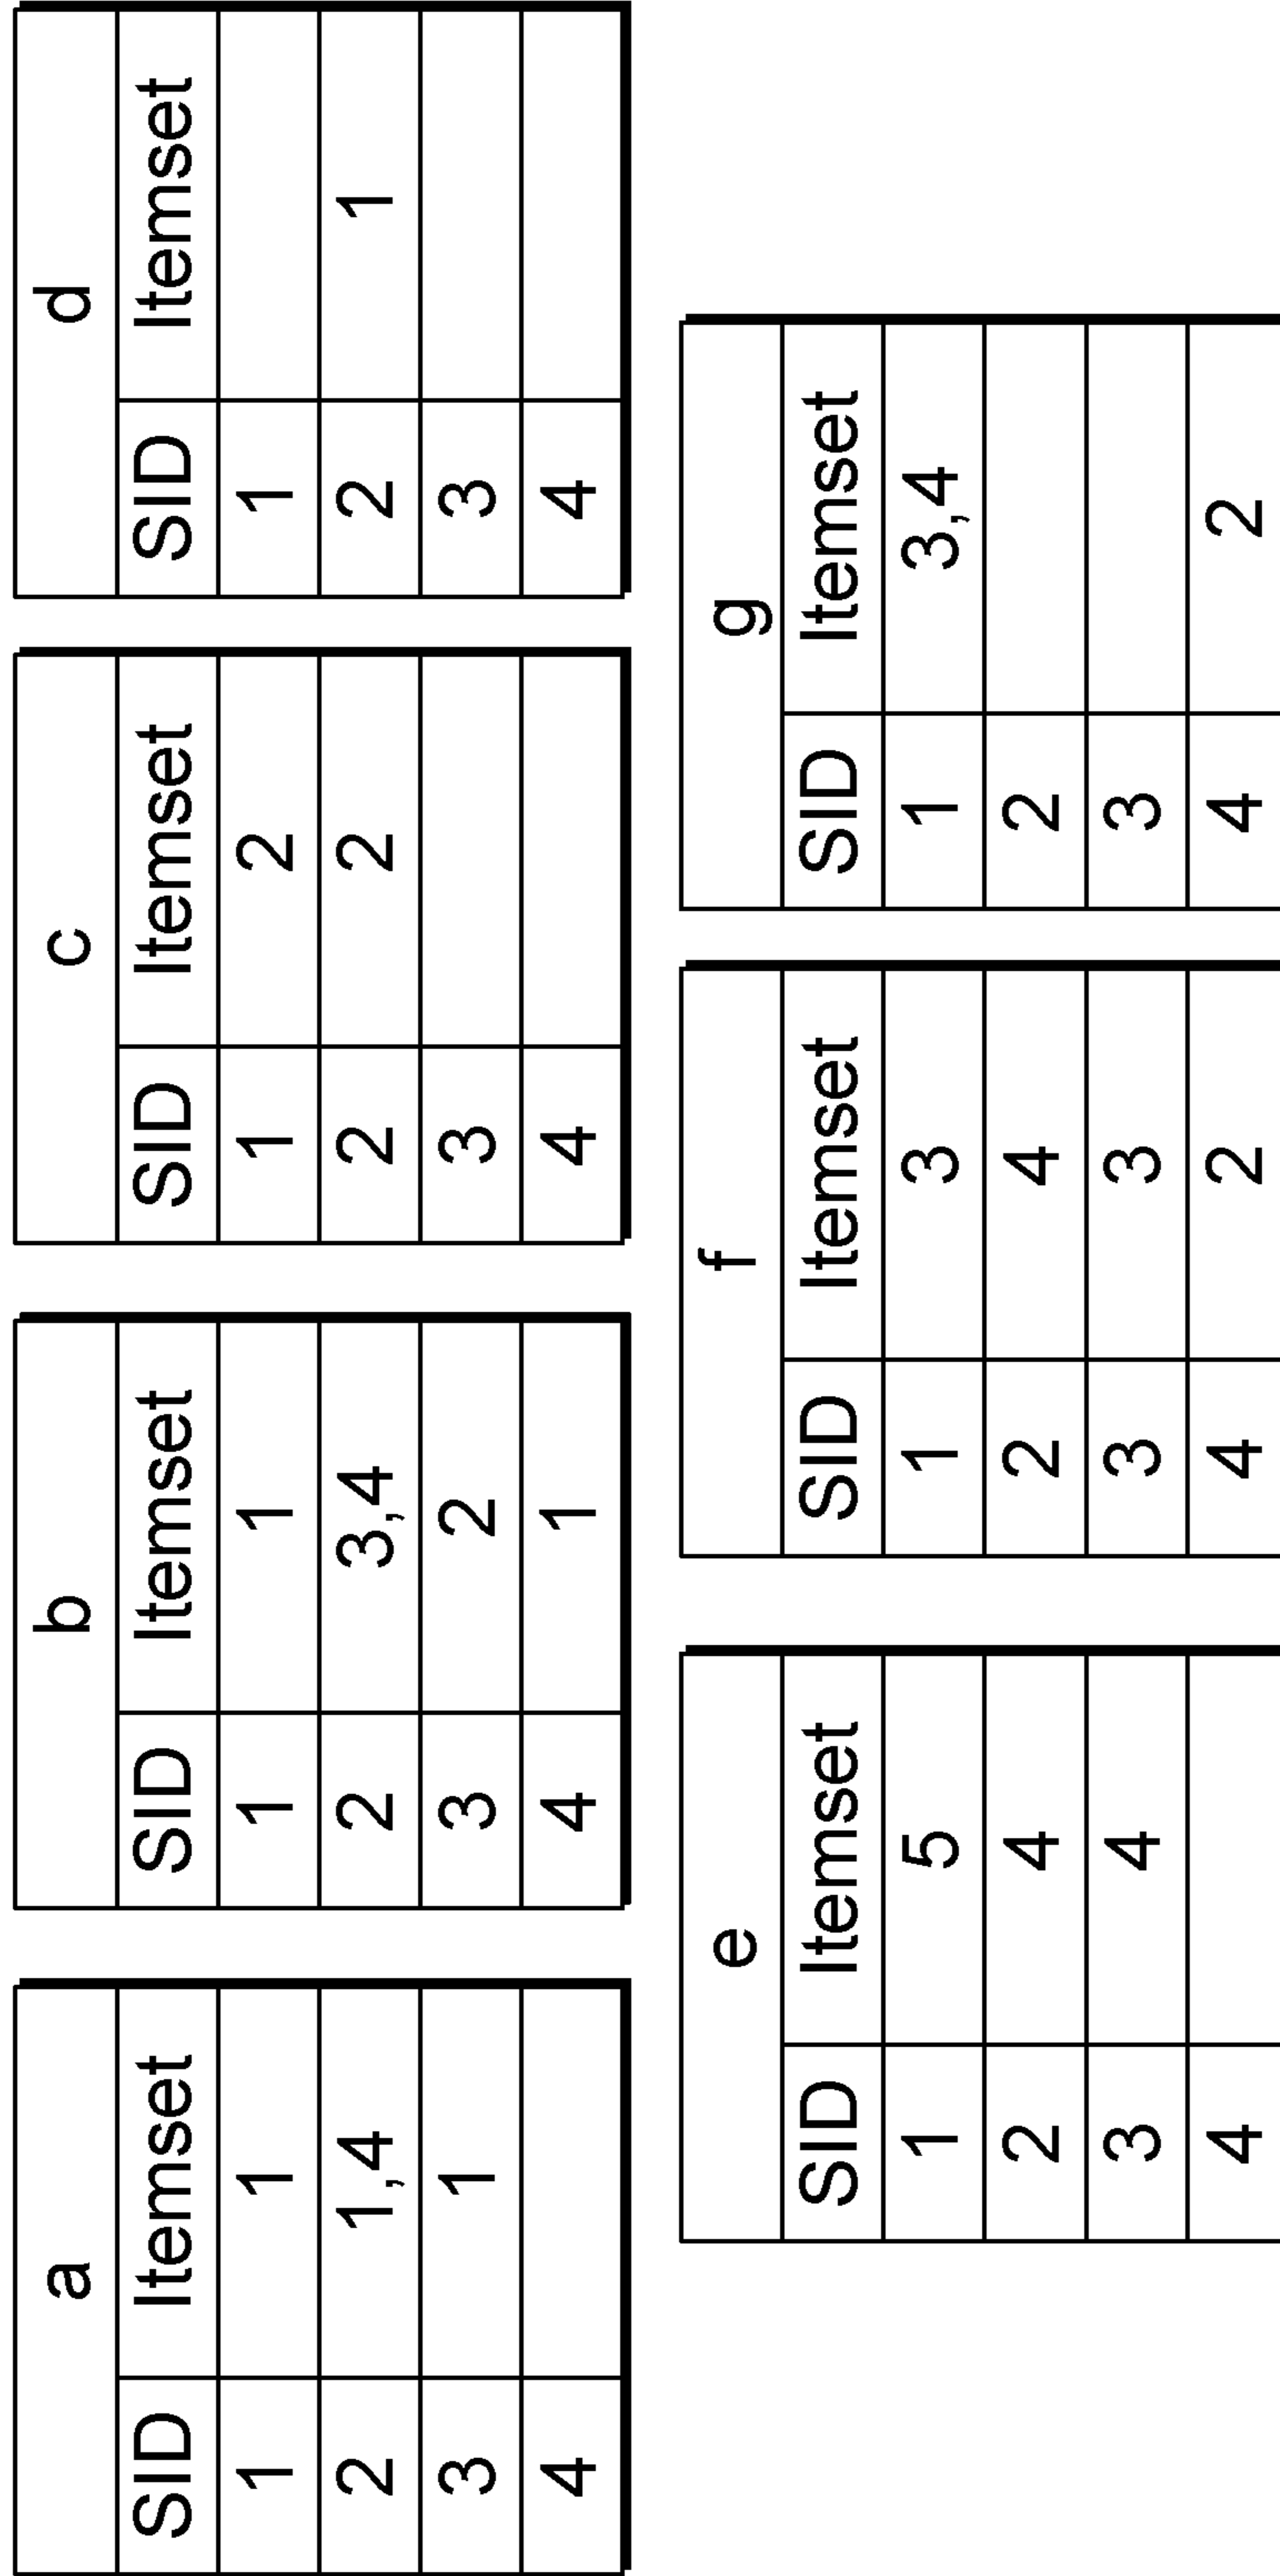 a
SID Itemset
1 1
2 1,4
3 1
4
b
SID Itemset
1 1
2 3,4
3 2
4 1
c
SID Itemset
1 2
2 2
3
4
d
SID Itemset
1
2 1
3
4
e
SID Itemset
1 5
2 4
3 4
4
f
SID Itemset
1 3
2 4
3 3
4 2
g
SID Itemset
1 3,4
2
3
4 2